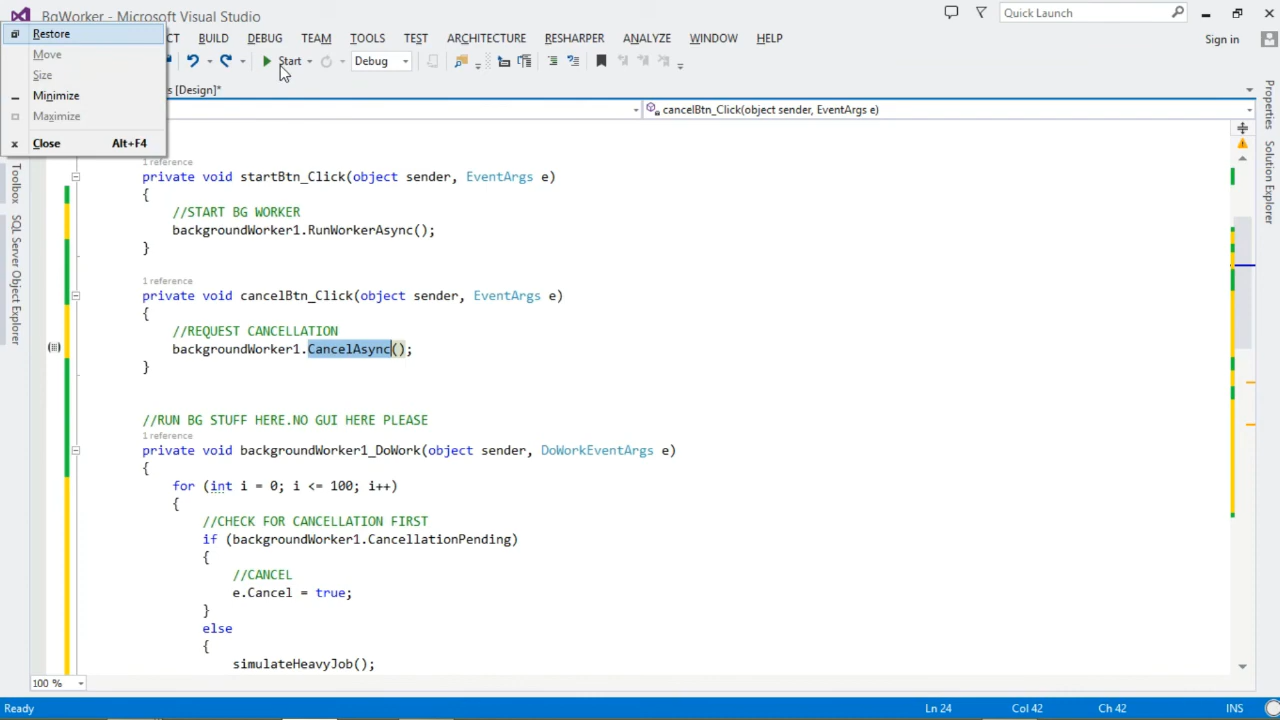 BgWorker - Microsoft Visual Studio
Quick Launch
Restore
Move
Size
Minimize
Maximize
Close Alt+F4
CT BUILD DEBUG TEAM TOOLS TEST ARCHITECTURE RESHARPER ANALYZE WINDOW HELP
Sign in
Start Debug
s [Design]*
cancelBtn_Click(object sender, EventArgs e)
Toolbox
SQL Server Object Explorer
Properties
Solution Explorer
1 reference
private void startBtn_Click(object sender, EventArgs e)
{
//START BG WORKER
backgroundWorker1.RunWorkerAsync();
}
1 reference
private void cancelBtn_Click(object sender, EventArgs e)
{
//REQUEST CANCELLATION
backgroundWorker1.CancelAsync();
}
//RUN BG STUFF HERE.NO GUI HERE PLEASE
1 reference
private void backgroundWorker1_DoWork(object sender, DoWorkEventArgs e)
{
for (int i = 0; i <= 100; i++)
{
//CHECK FOR CANCELLATION FIRST
if (backgroundWorker1.CancellationPending)
{
//CANCEL
e.Cancel = true;
}
else
{
simulateHeavyJob();
100 %
Ready Ln 24 Col 42 Ch 42 INS